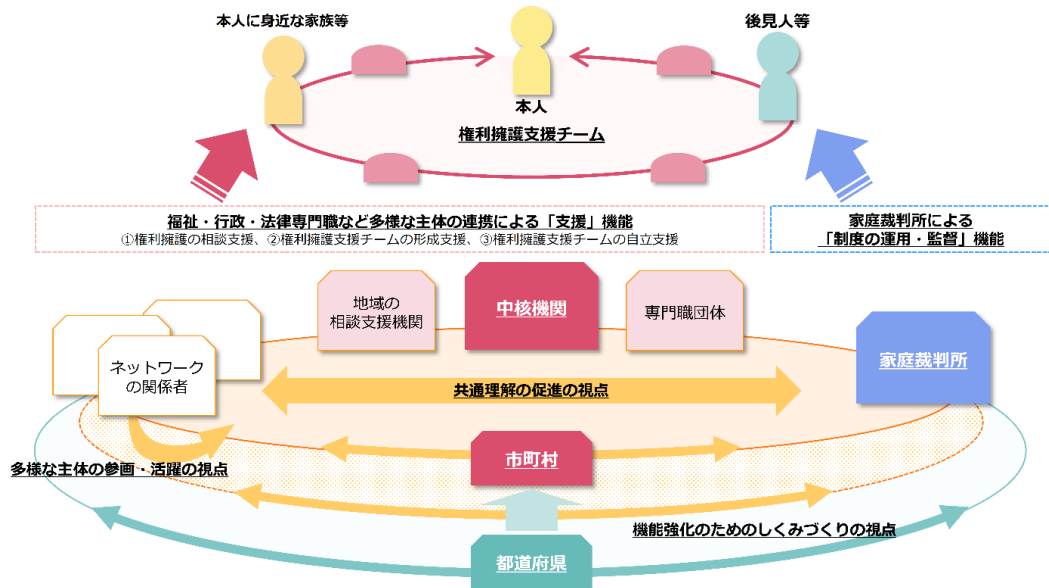 本人に身近な家族等
後見人等
本人
権利擁護支援チーム
福祉・行政・法律専門職など多様な主体の連携による「支援」機能
①権利擁護の相談支援、②権利擁護支援チームの形成支援、③権利擁護支援チームの自立支援
家庭裁判所による
「制度の運用・監督」機能
地域の
相談支援機関
中核機関
専門職団体
ネットワーク
の関係者
家庭裁判所
共通理解の促進の視点
市町村
多様な主体の参画・活躍の視点
機能強化のためのしくみづくりの視点
都道府県